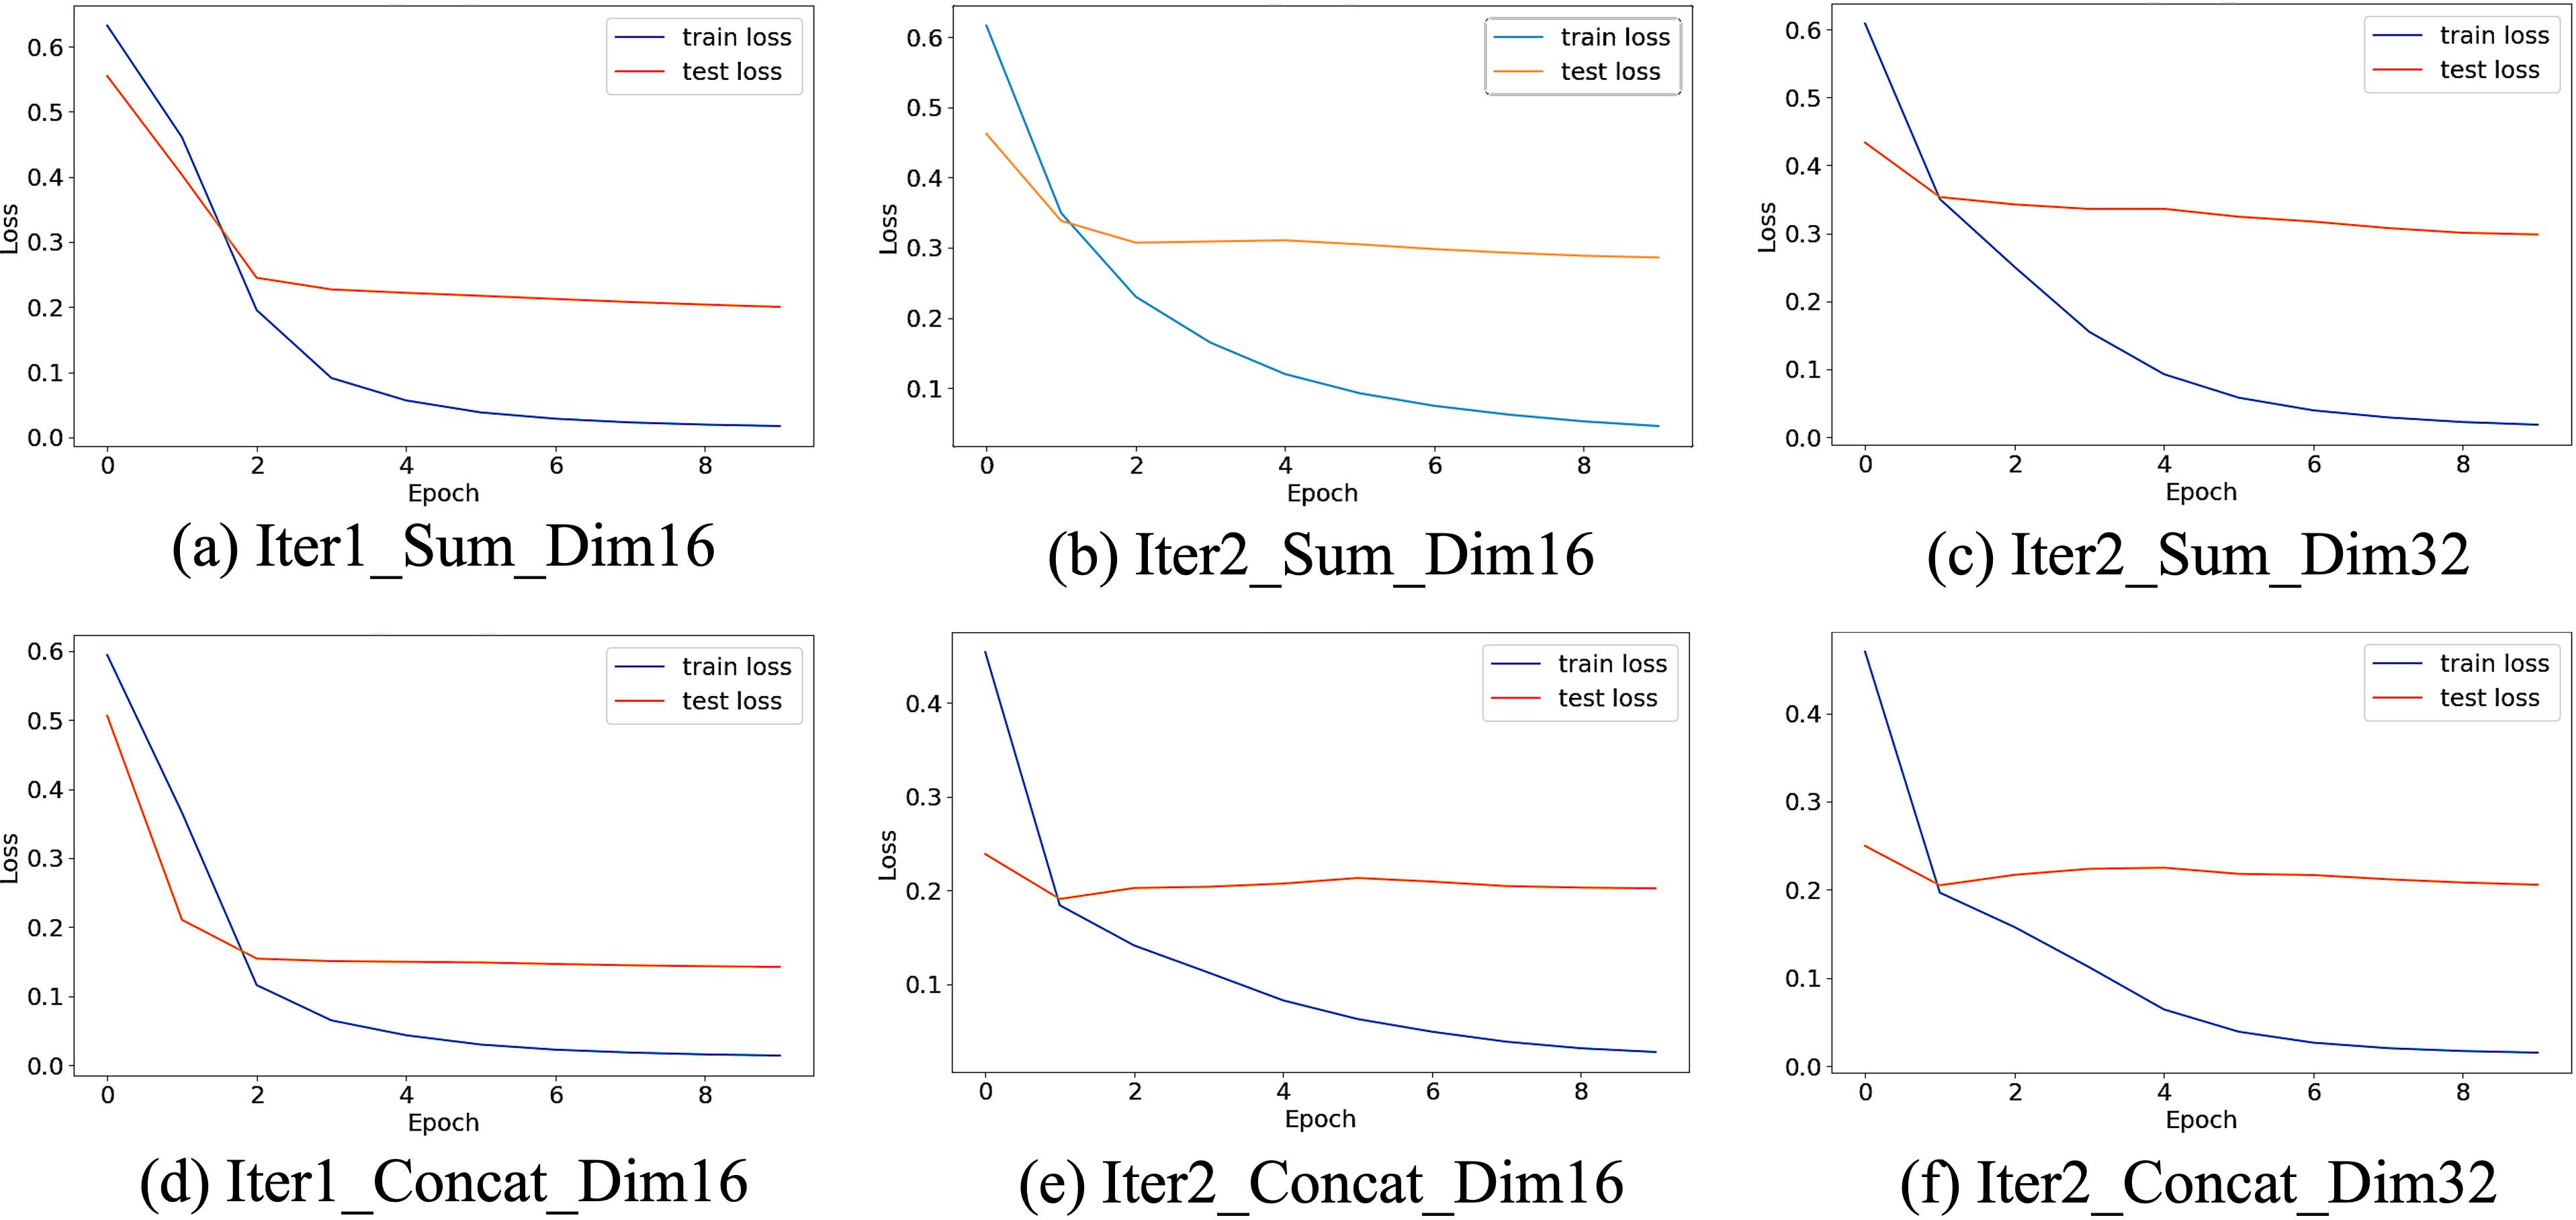 train loss
test loss
0.6
0.5
0.4
0.3
0.2
0.1
0.0
Loss
0 2 4 6 8
Epoch
(a) Iter1_Sum_Dim16
train loss
test loss
0.6
0.5
0.4
0.3
0.2
0.1
Loss
0 2 4 6 8
Epoch
(b) Iter2_Sum_Dim16
train loss
test loss
0.6
0.5
0.4
0.3
0.2
0.1
0.0
Loss
0 2 4 6 8
Epoch
(c) Iter2_Sum_Dim32
train loss
test loss
0.6
0.5
0.4
0.3
0.2
0.1
0.0
Loss
0 2 4 6 8
Epoch
(d) Iter1_Concat_Dim16
train loss
test loss
0.4
0.3
0.2
0.1
Loss
0 2 4 6 8
Epoch
(e) Iter2_Concat_Dim16
train loss
test loss
0.4
0.3
0.2
0.1
0.0
0 2 4 6 8
Epoch
(f) Iter2_Concat_Dim32